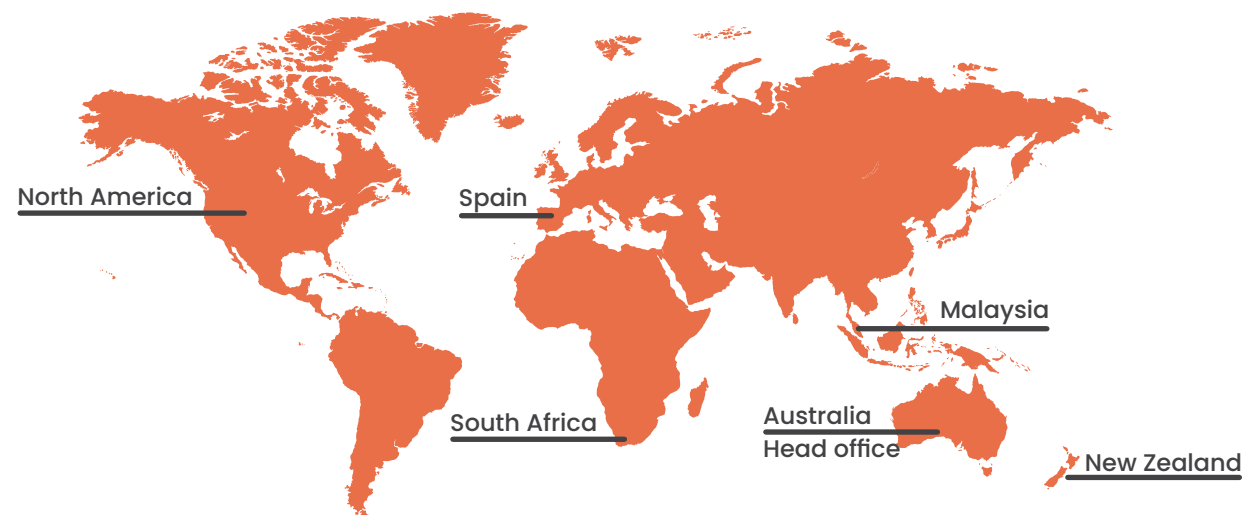 North America
Spain
Malaysia
South Africa
Australia
Head office
New Zealand